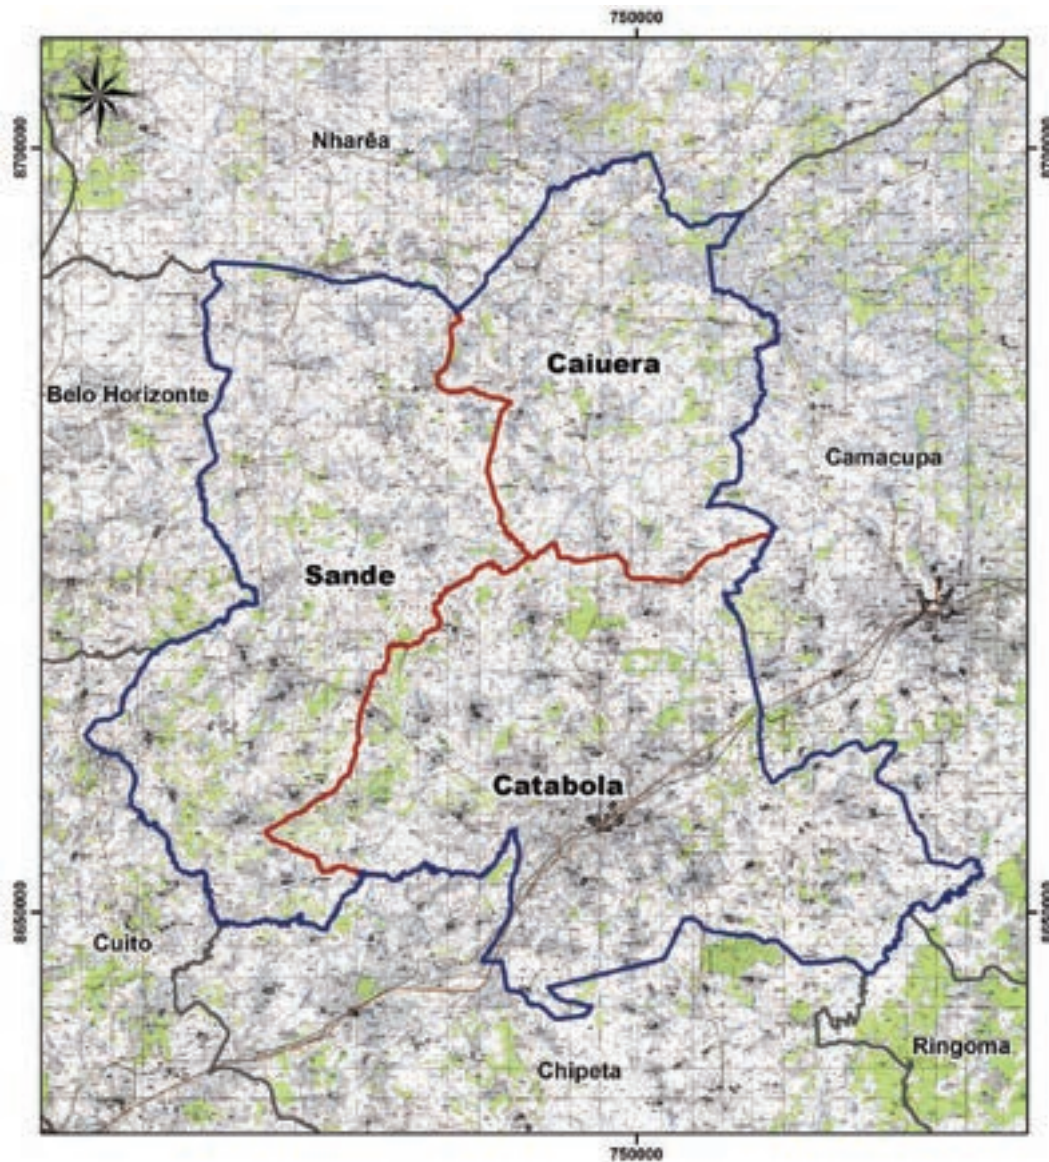 750000
Nharêa
8700000
8700000
Caiuera
Belo Horizonte
Camacupa
Sande
Catabola
8650000
8650000
Cuito
Ringoma
Chipeta
750000